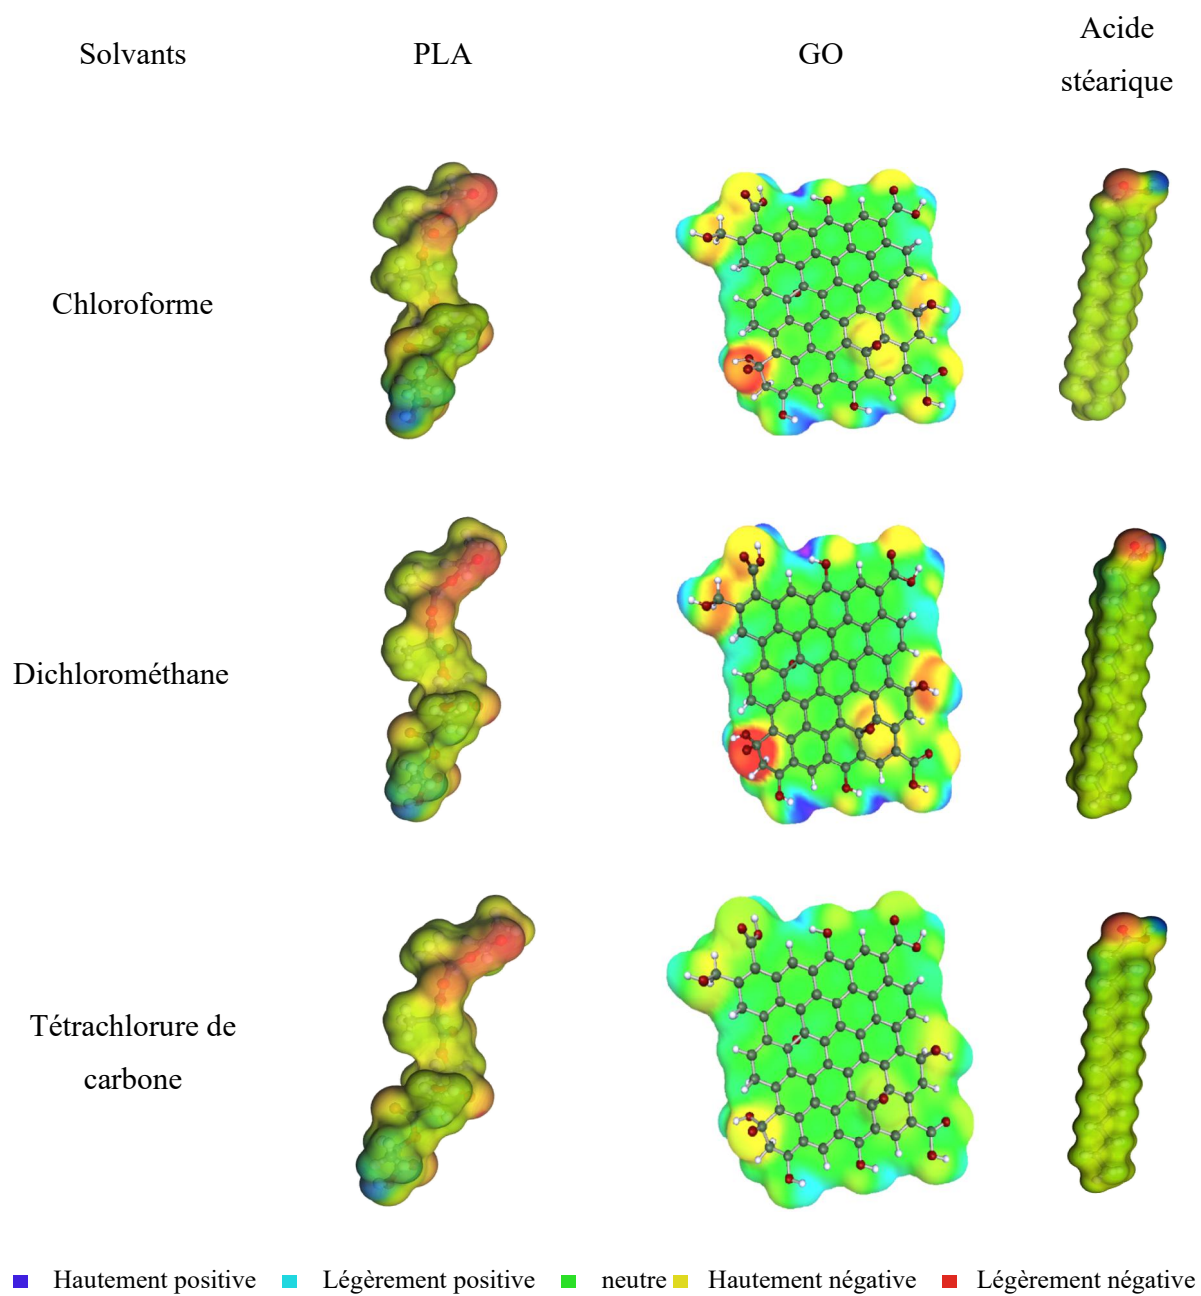 Solvants PLA GO Acide
stéarique
Chloroforme
Dichlorométhane
Tétrachlorure de
carbone
Hautement positive Légèrement positive neutre Hautement négative Légèrement négative